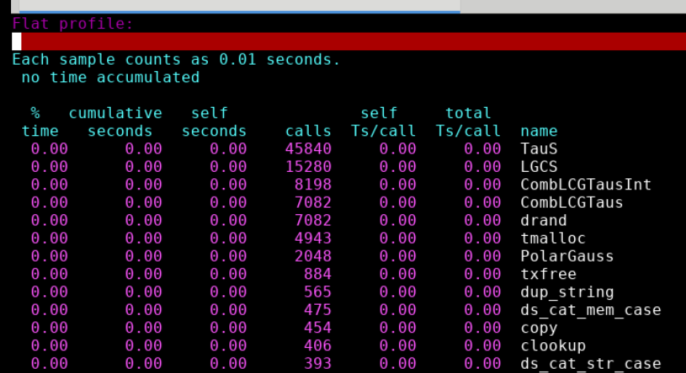 Flat profile:
Each sample counts as 0.01 seconds.
 no time accumulated
  %   cumulative   self              self     total
 time   seconds   seconds    calls  Ts/call  Ts/call  name
  0.00      0.00     0.00    45840     0.00     0.00  TauS
  0.00      0.00     0.00    15280     0.00     0.00  LGCS
  0.00      0.00     0.00     8198     0.00     0.00  CombLCGTausInt
  0.00      0.00     0.00     7082     0.00     0.00  CombLCGTaus
  0.00      0.00     0.00     7082     0.00     0.00  drand
  0.00      0.00     0.00     4943     0.00     0.00  tmalloc
  0.00      0.00     0.00     2048     0.00     0.00  PolarGauss
  0.00      0.00     0.00      884     0.00     0.00  txfree
  0.00      0.00     0.00      565     0.00     0.00  dup_string
  0.00      0.00     0.00      475     0.00     0.00  ds_cat_mem_case
  0.00      0.00     0.00      454     0.00     0.00  copy
  0.00      0.00     0.00      406     0.00     0.00  clookup
  0.00      0.00     0.00      393     0.00     0.00  ds_cat_str_case